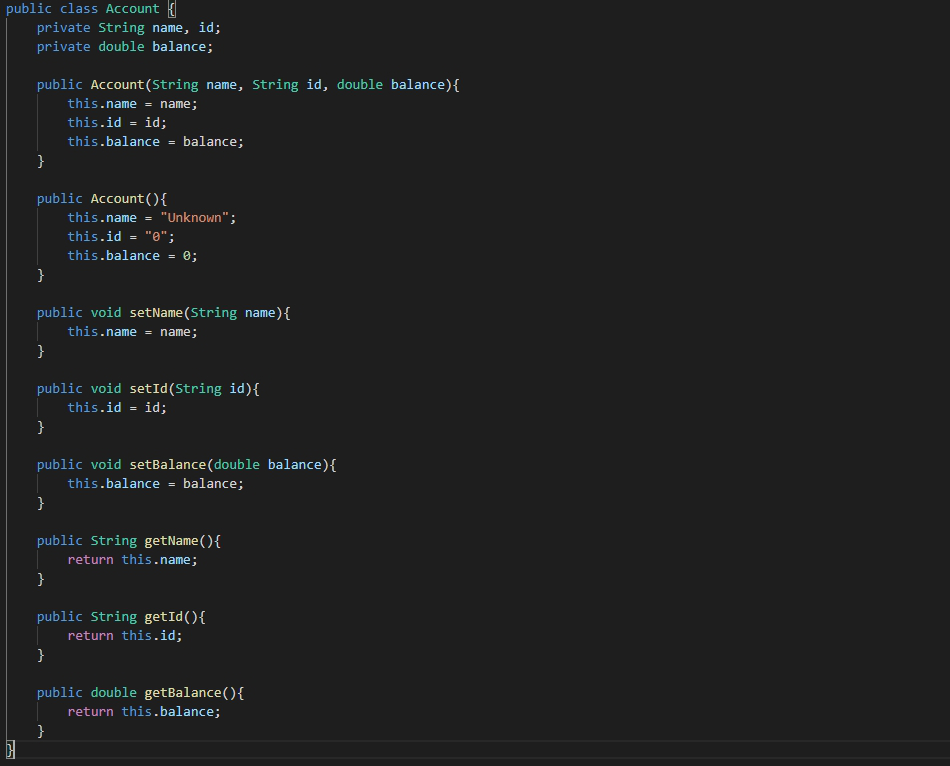 public class Account {
    private String name, id;
    private double balance;

    public Account(String name, String id, double balance){
        this.name = name;
        this.id = id;
        this.balance = balance;
    }

    public Account(){
        this.name = "Unknown";
        this.id = "0";
        this.balance = 0;
    }

    public void setName(String name){
        this.name = name;
    }

    public void setId(String id){
        this.id = id;
    }

    public void setBalance(double balance){
        this.balance = balance;
    }

    public String getName(){
        return this.name;
    }

    public String getId(){
        return this.id;
    }

    public double getBalance(){
        return this.balance;
    }
}